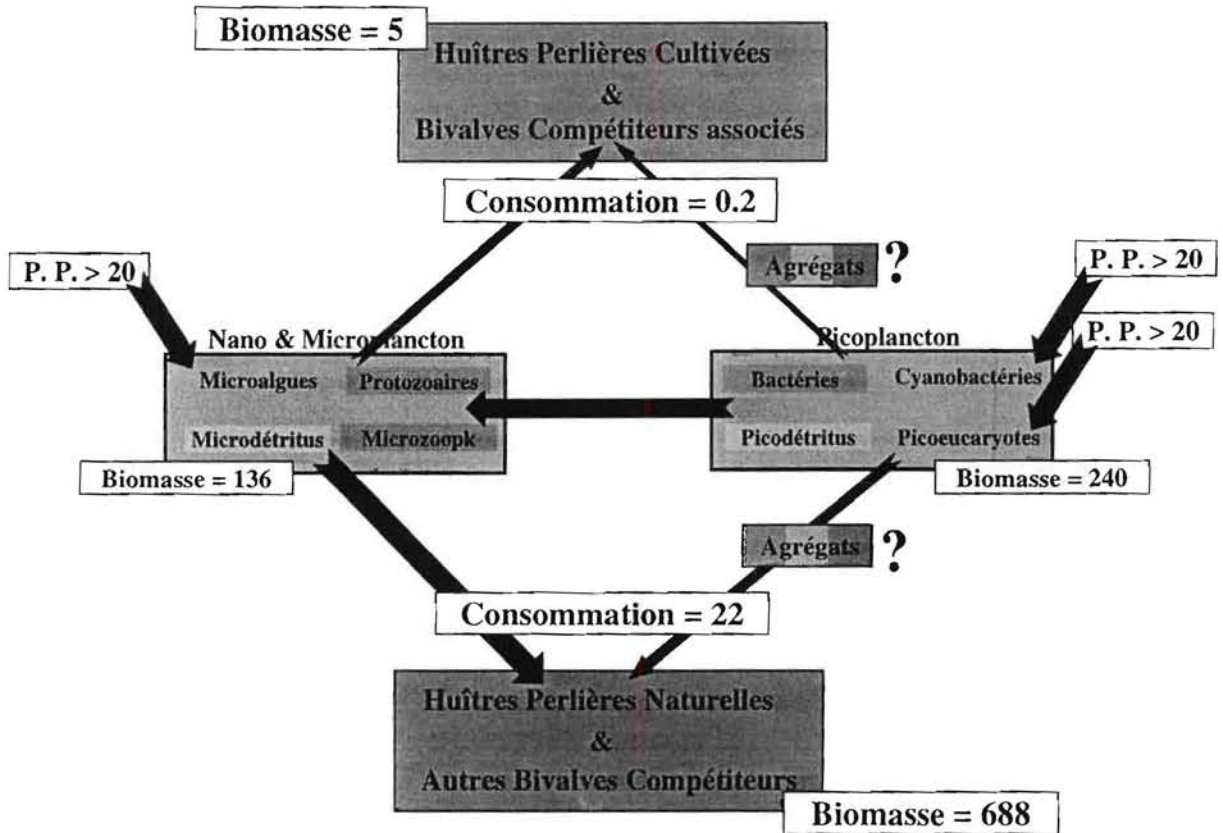 Biomasse = 5
Huîtres Perlières Cultivées
&
Bivalves Compétiteurs associés
Consommation = 0.2
P. P. > 20
Agrégats ?
P. P. > 20
P. P. > 20
Nano & Microplancton
Microalgues Protozoaires
Microdétritus Microzoopk
Biomasse = 136
Picoplancton
Bactéries Cyanobactéries
Picodétritus Picoeucaryotes
Biomasse = 240
Agrégats ?
Consommation = 22
Huîtres Perlières Naturelles
&
Autres Bivalves Compétiteurs
Biomasse = 688